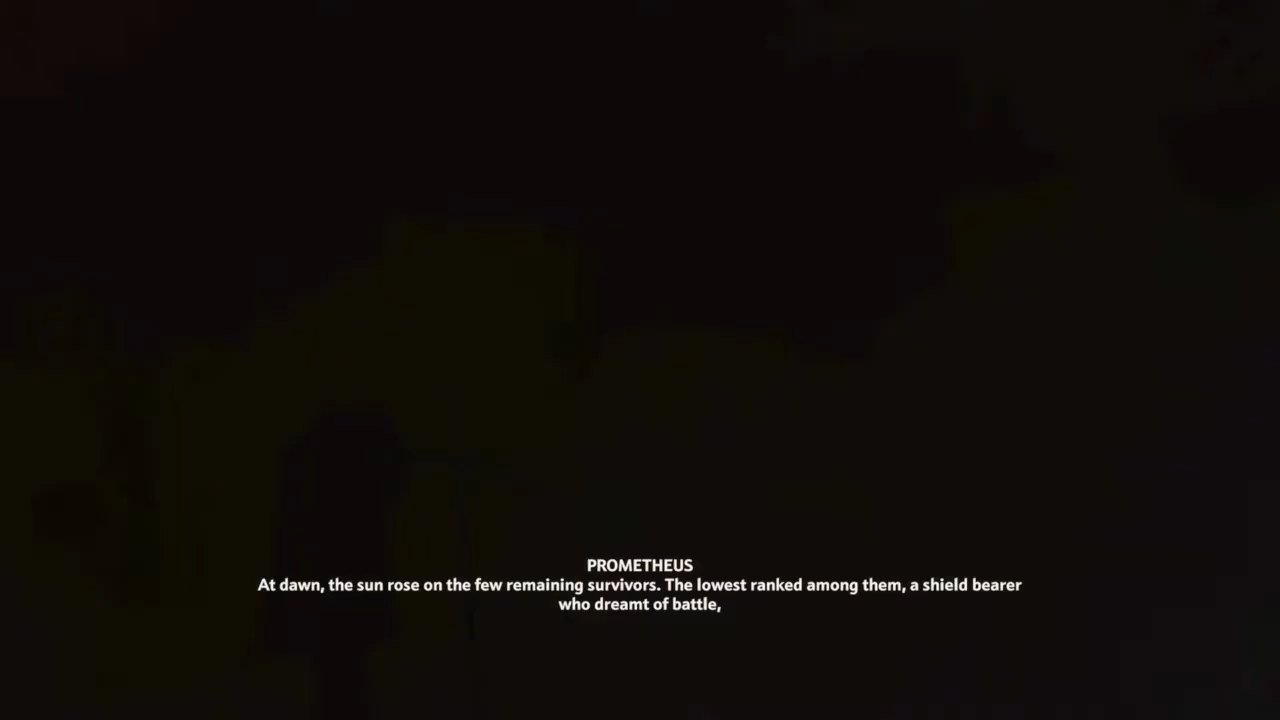 PROMETHEUS
At dawn, the sun rose on the few remaining survivors. The lowest ranked among them, a shield bearer
who dreamt of battle,